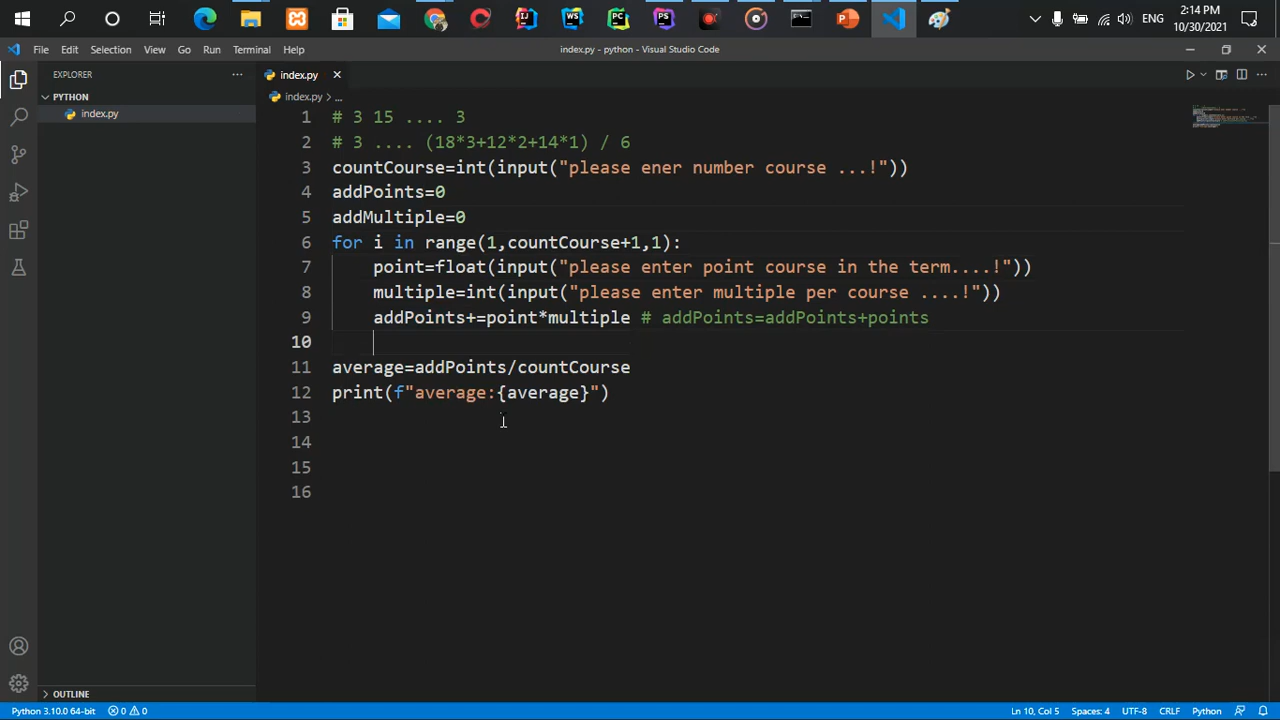 2:14 PM
ENG
10/30/2021
File Edit Selection View Go Run Terminal Help
index.py - python - Visual Studio Code
EXPLORER
index.py
PYTHON
index.py > ...
index.py
1 # 3 15 .... 3
2 # 3 .... (18*3+12*2+14*1) / 6
3 countCourse=int(input("please ener number course ...!"))
4 addPoints=0
5 addMultiple=0
6 for i in range(1,countCourse+1,1):
7 point=float(input("please enter point course in the term....!"))
8 multiple=int(input("please enter multiple per course ....!"))
9 addPoints+=point*multiple # addPoints=addPoints+points
10
11 average=addPoints/countCourse
12 print(f"average:{average}")
13
14
15
16
OUTLINE
Python 3.10.0 64-bit 0 0 Ln 10, Col 5 Spaces: 4 UTF-8 CRLF Python